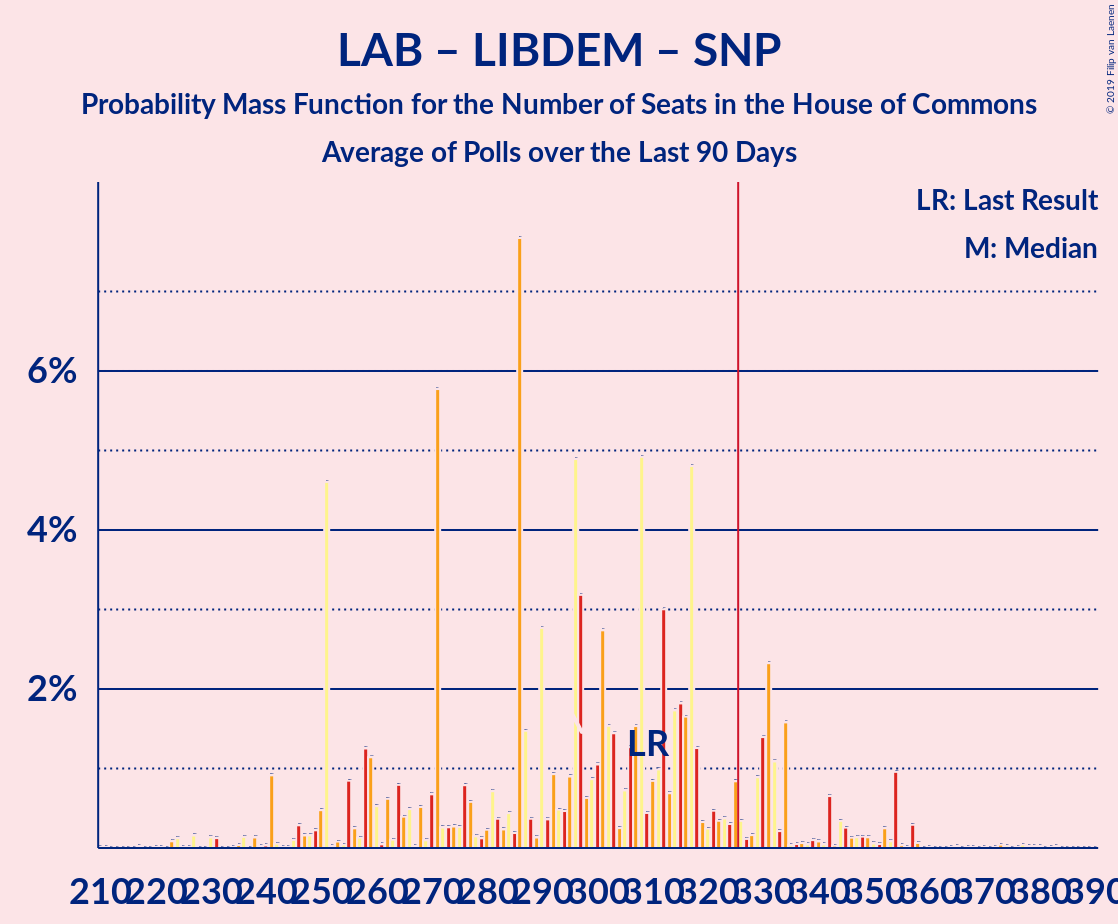 LAB – LIBDEM – SNP
Probability Mass Function for the Number of Seats in the House of Commons
Average of Polls over the Last 90 Days
© 2019 Filip van Laenen
LR: Last Result
M: Median
6%
4%
2%
LR
210 220 230 240 250 260 270 280 290 300 310 320 330 340 350 360 370 380 390